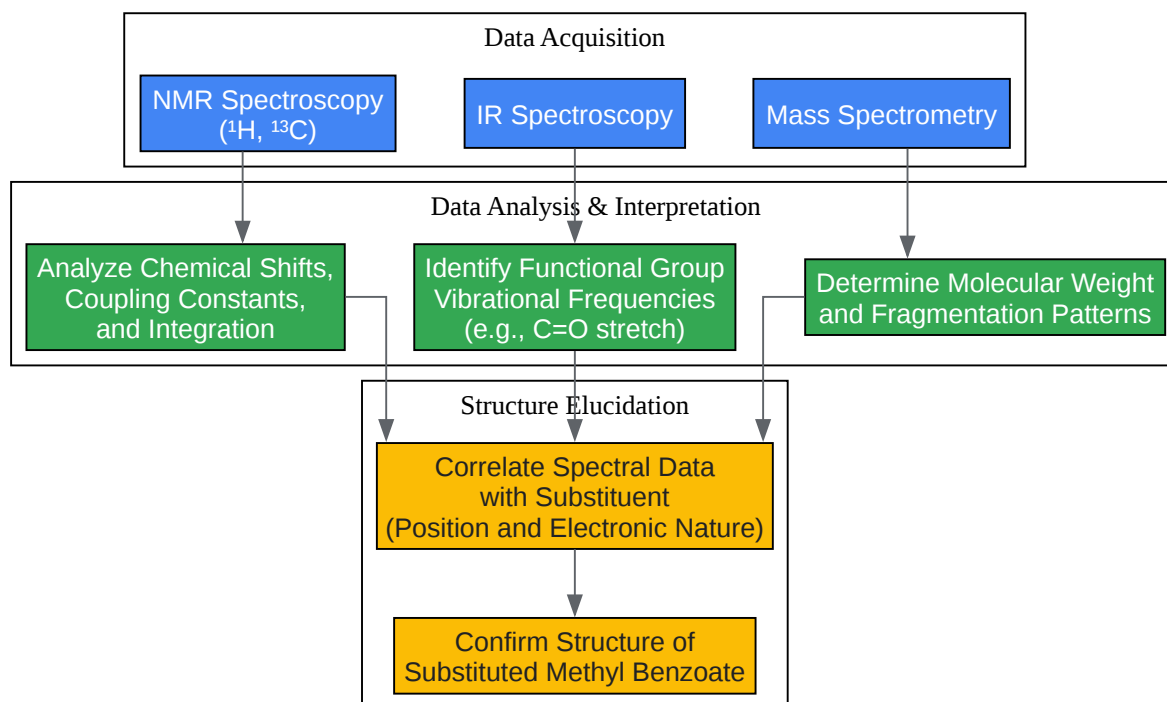 Data Acquisition
NMR Spectroscopy
(¹H, ¹³C)
IR Spectroscopy
Mass Spectrometry
Data Analysis & Interpretation
Analyze Chemical Shifts,
Coupling Constants,
and Integration
Identify Functional Group
Vibrational Frequencies
(e.g., C=O stretch)
Determine Molecular Weight
and Fragmentation Patterns
Structure Elucidation
Correlate Spectral Data
with Substituent
(Position and Electronic Nature)
Confirm Structure of
Substituted Methyl Benzoate